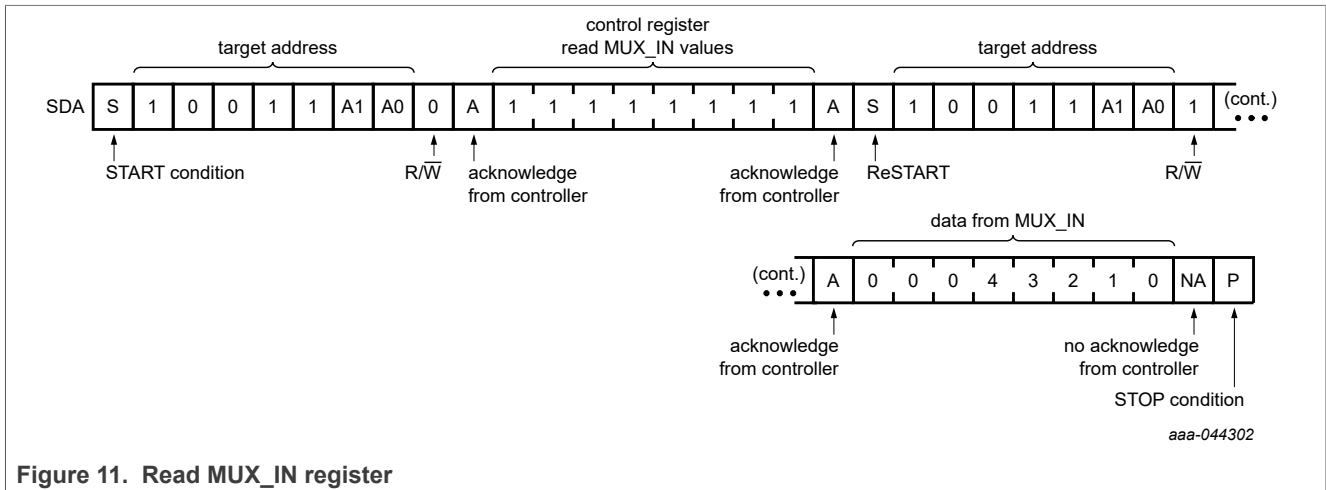 control register
target address read MUX_IN values target address
SDA S 1 0 0 1 1 A1 A0 0 A 1 1 1 1 1 1 1 1 A S 1 0 0 1 1 A1 A0 1 (cont.)
START condition R/W̅ acknowledge from controller acknowledge from controller ReSTART R/W̅
data from MUX_IN
(cont.) A 0 0 0 4 3 2 1 0 NA P
acknowledge from controller no acknowledge from controller
STOP condition
aaa-044302
Figure 11. Read MUX_IN register